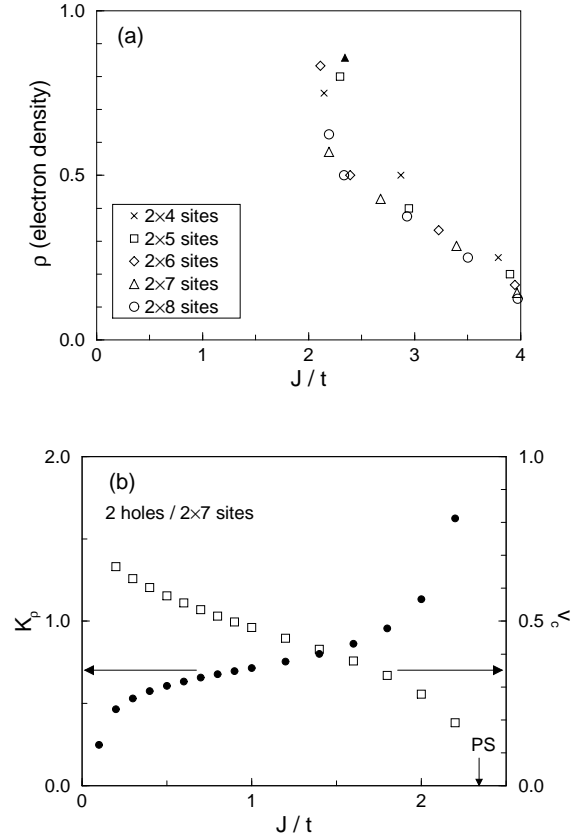 1.0
(a)
ρ (electron density)
0.5
× 2×4 sites
□ 2×5 sites
◇ 2×6 sites
△ 2×7 sites
○ 2×8 sites
0.0
0 1 2 3 4
J / t
2.0 1.0
(b)
2 holes / 2×7 sites
Kρ 1.0 0.5 vc
PS
0.0 0.0
0 1 2
J / t